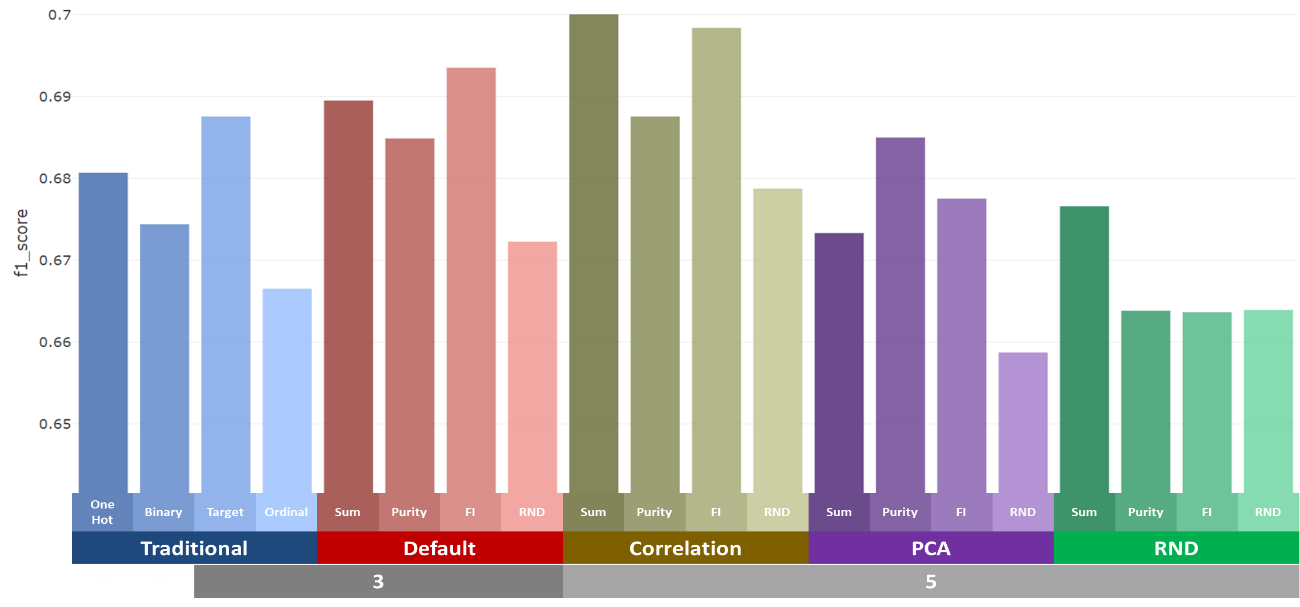 0.7
0.69
0.68
0.67
0.66
0.65
f1_score
One Hot Binary Target Ordinal Sum Purity FI RND Sum Purity FI RND Sum Purity FI RND Sum Purity FI RND
Traditional Default Correlation PCA RND
3 5